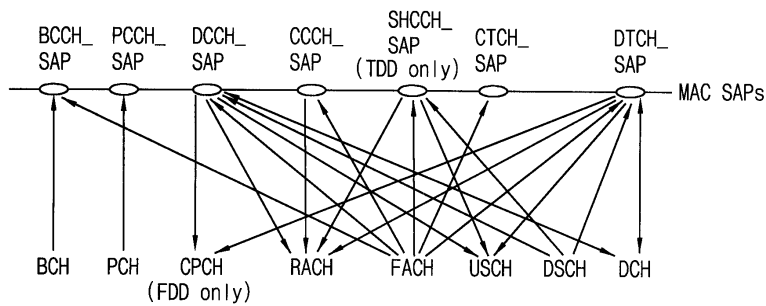 BCCH_ SAP
PCCH_ SAP
DCCH_ SAP
CCCH_ SAP
SHCCH_ SAP (TDD only)
CTCH_ SAP
DTCH_ SAP
MAC SAPs
BCH
PCH
CPCH (FDD only)
RACH
FACH
USCH
DSCH
DCH